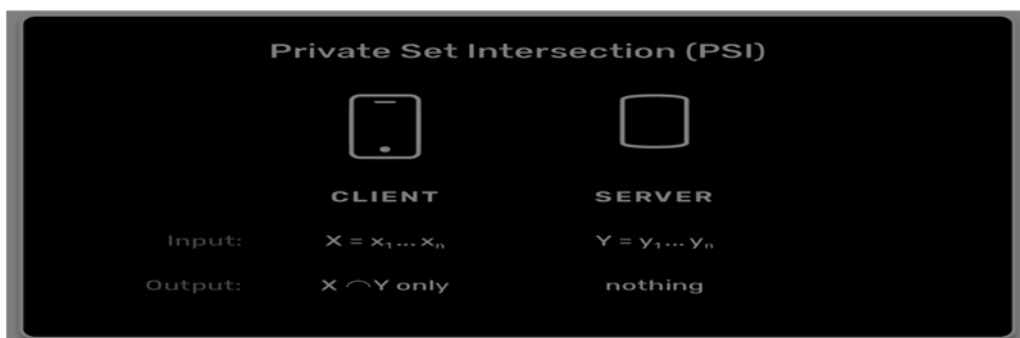 Private Set Intersection (PSI)
CLIENT SERVER
Input: X = x₁... xₙ Y = y₁... yₙ
Output: X ⌒Y only nothing